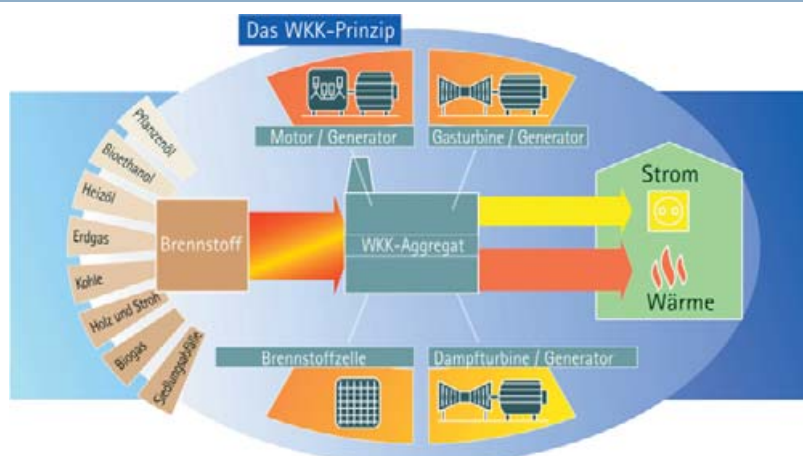 Das WKK-Prinzip
Motor / Generator
Gasturbine / Generator
Pflanzenöl
Bioethanol
Heizöl
Erdgas
Kohle
Holz und Stroh
Biogas
Siedlungsabfälle
Brennstoff
WKK-Aggregat
Strom
Wärme
Brennstoffzelle
Dampfturbine / Generator